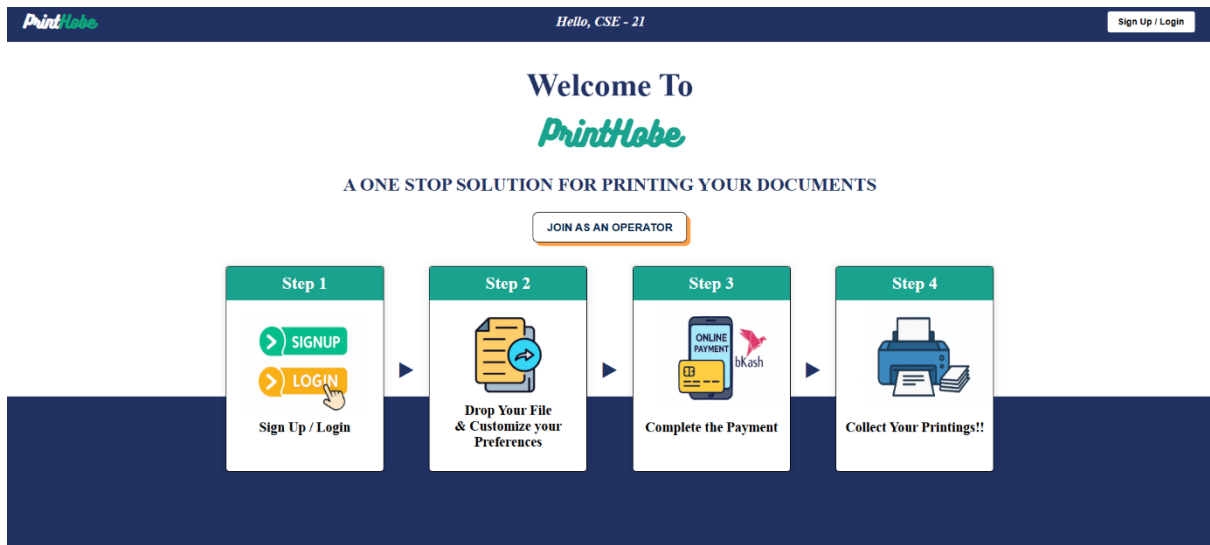 PrintHobe
Hello, CSE - 21
Sign Up / Login
Welcome To
PrintHobe
A ONE STOP SOLUTION FOR PRINTING YOUR DOCUMENTS
JOIN AS AN OPERATOR
Step 1
SIGNUP
LOGIN
Sign Up / Login
Step 2
Drop Your File
& Customize your
Preferences
Step 3
ONLINE
PAYMENT
bKash
Complete the Payment
Step 4
Collect Your Printings!!